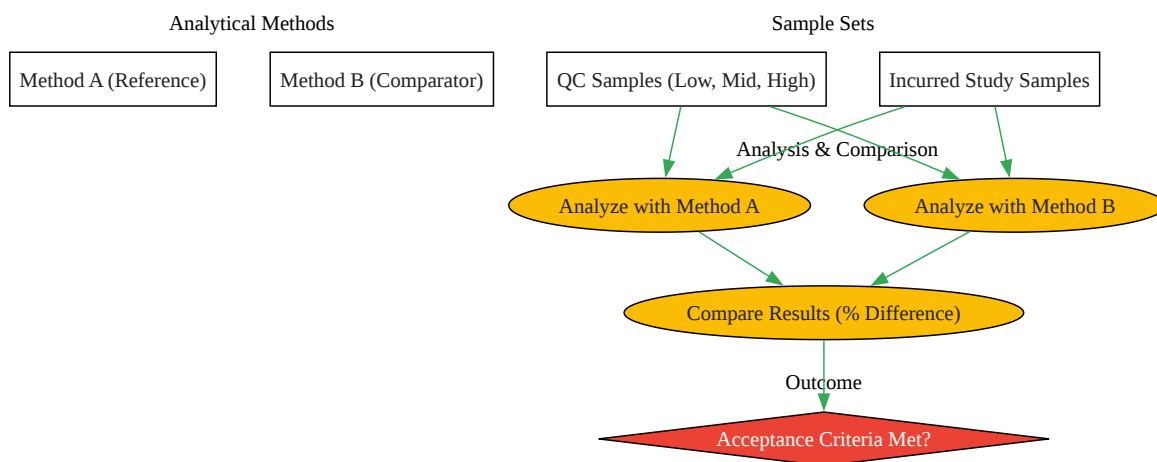 Analytical Methods
Sample Sets
Method A (Reference)
Method B (Comparator)
QC Samples (Low, Mid, High)
Incurred Study Samples
Analysis & Comparison
Analyze with Method A
Analyze with Method B
Compare Results (% Difference)
Outcome
Acceptance Criteria Met?